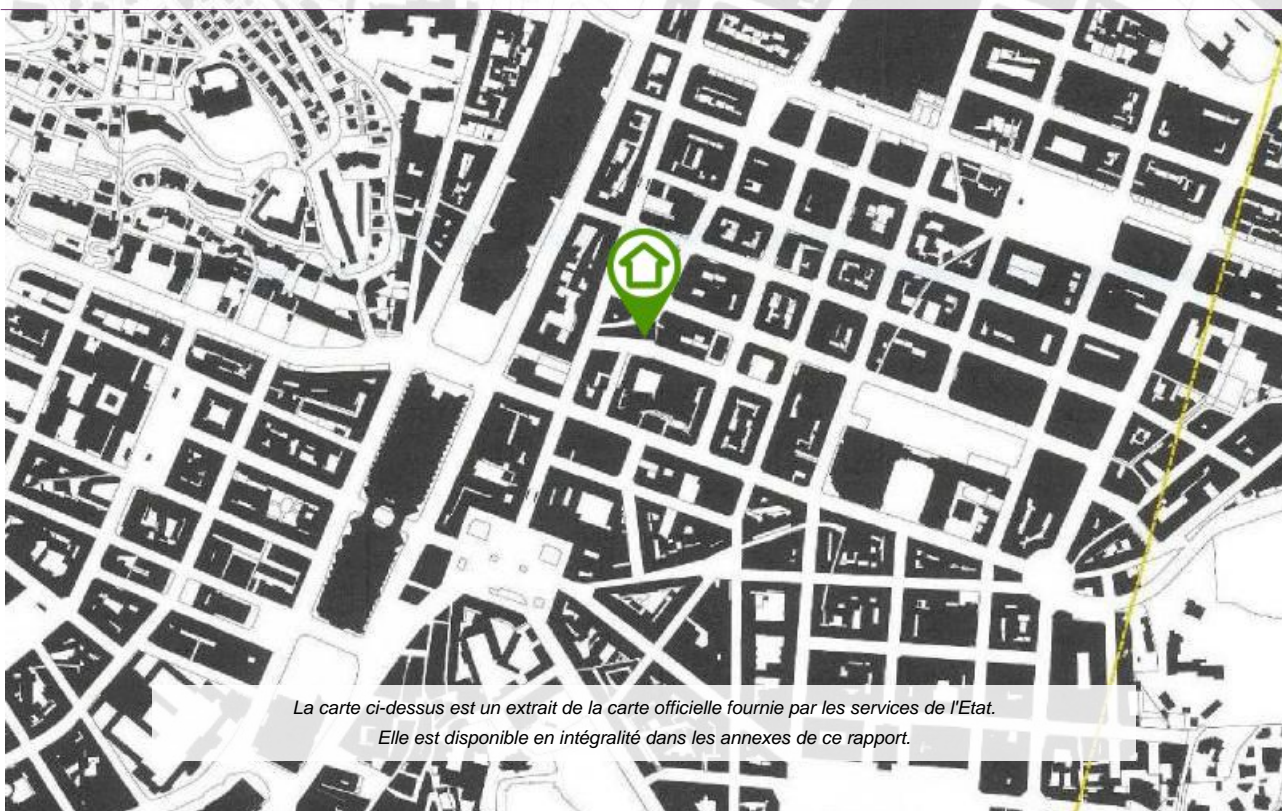 La carte ci-dessus est un extrait de la carte officielle fournie par les services de l'Etat.
Elle est disponible en intégralité dans les annexes de ce rapport.